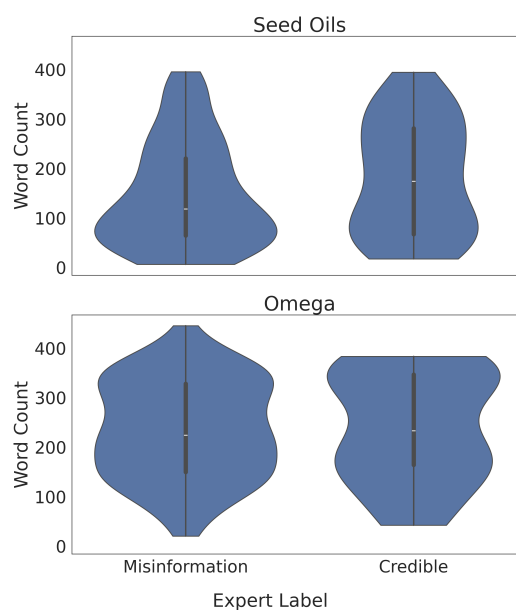 Seed Oils
Word Count
400
300
200
100
0
Omega
Word Count
400
300
200
100
0
Misinformation Credible
Expert Label